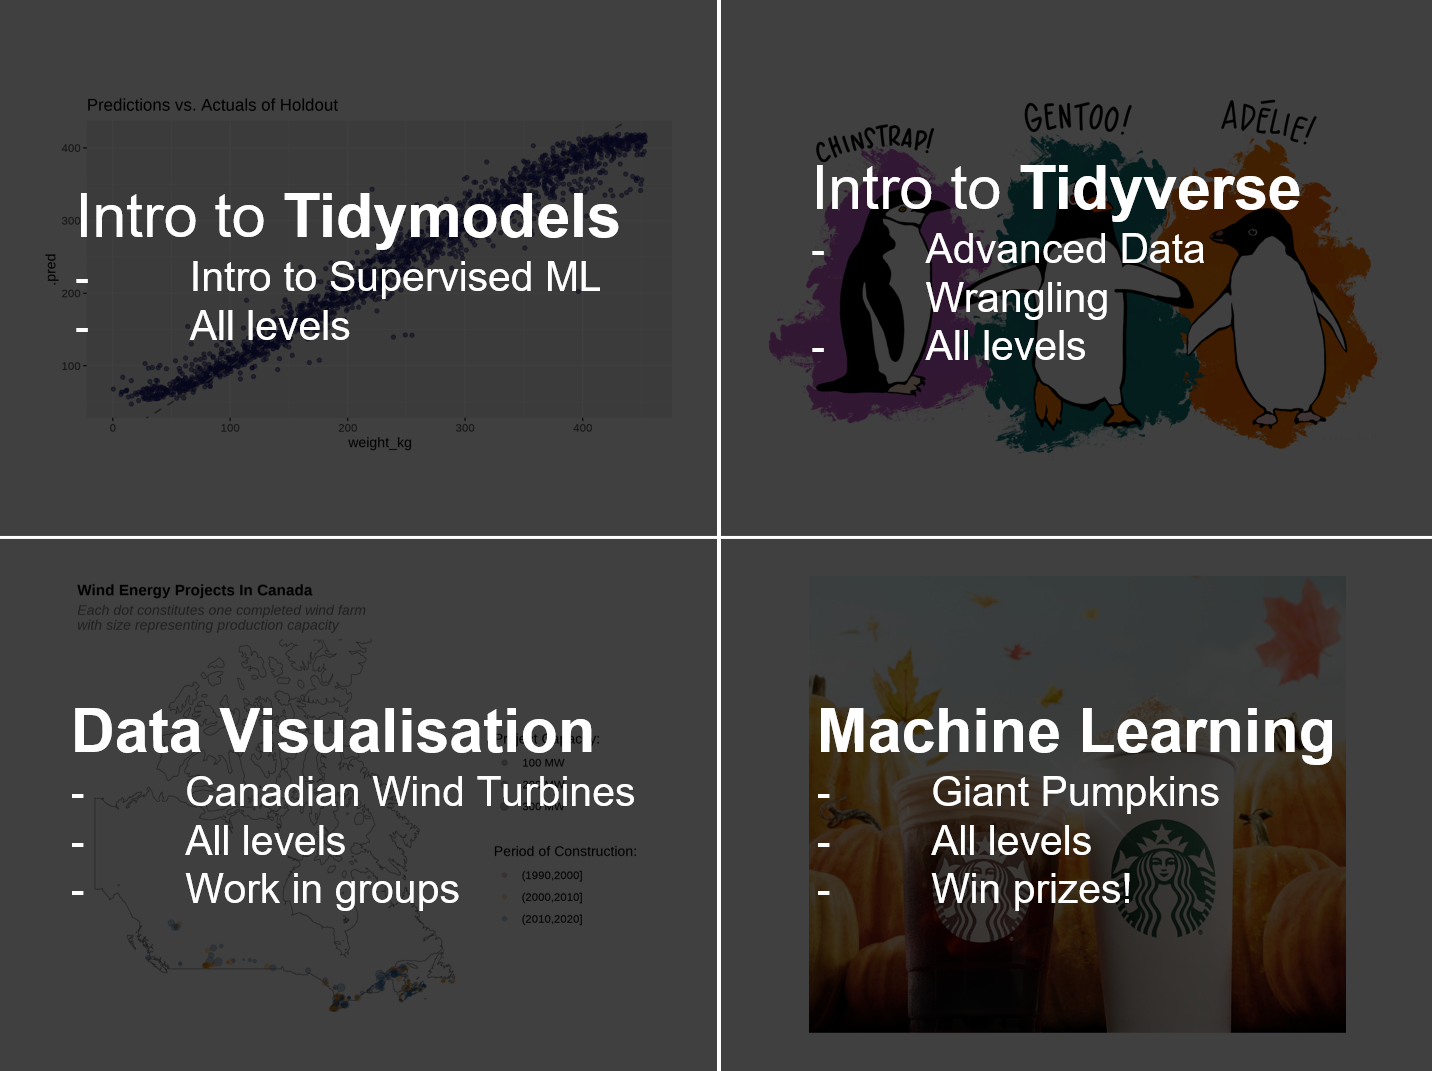 Predictions vs. Actuals of Holdout
400
300
200
100
.pred
0 100 200 300 400
weight_kg
Intro to Tidymodels
- Intro to Supervised ML
- All levels
CHINSTRAP! GENTOO! ADÉLIE!
Intro to Tidyverse
- Advanced Data
Wrangling
- All levels
Wind Energy Projects In Canada
Each dot constitutes one completed wind farm
with size representing production capacity
Data Visualisation
- Canadian Wind Turbines
- All levels
- Work in groups
Project Capacity:
100 MW
300 MW
Period of Construction:
(1990,2000]
(2000,2010]
(2010,2020]
Machine Learning
- Giant Pumpkins
- All levels
- Win prizes!